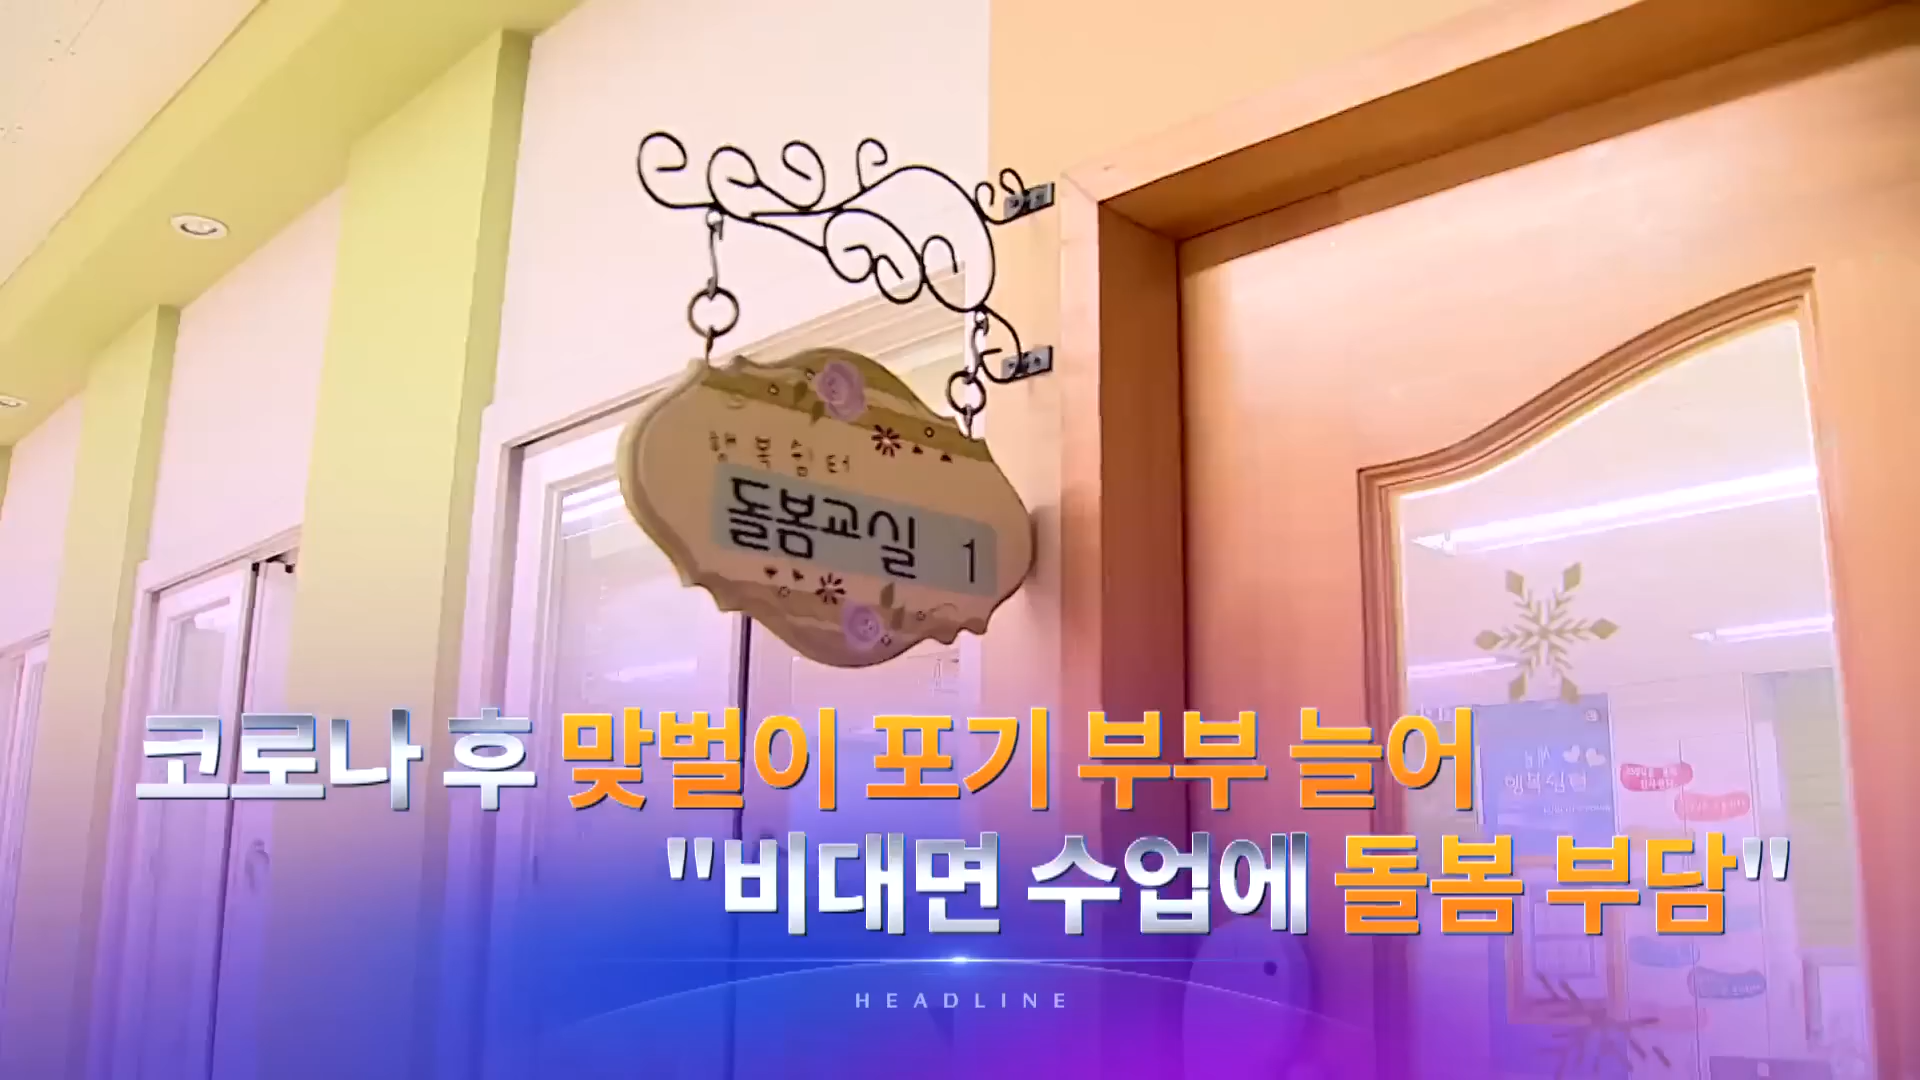 행복쉼터
돌봄교실 1
코로나 후 맞벌이 포기 부부 늘어
"비대면 수업에 돌봄 부담"
HEADLINE